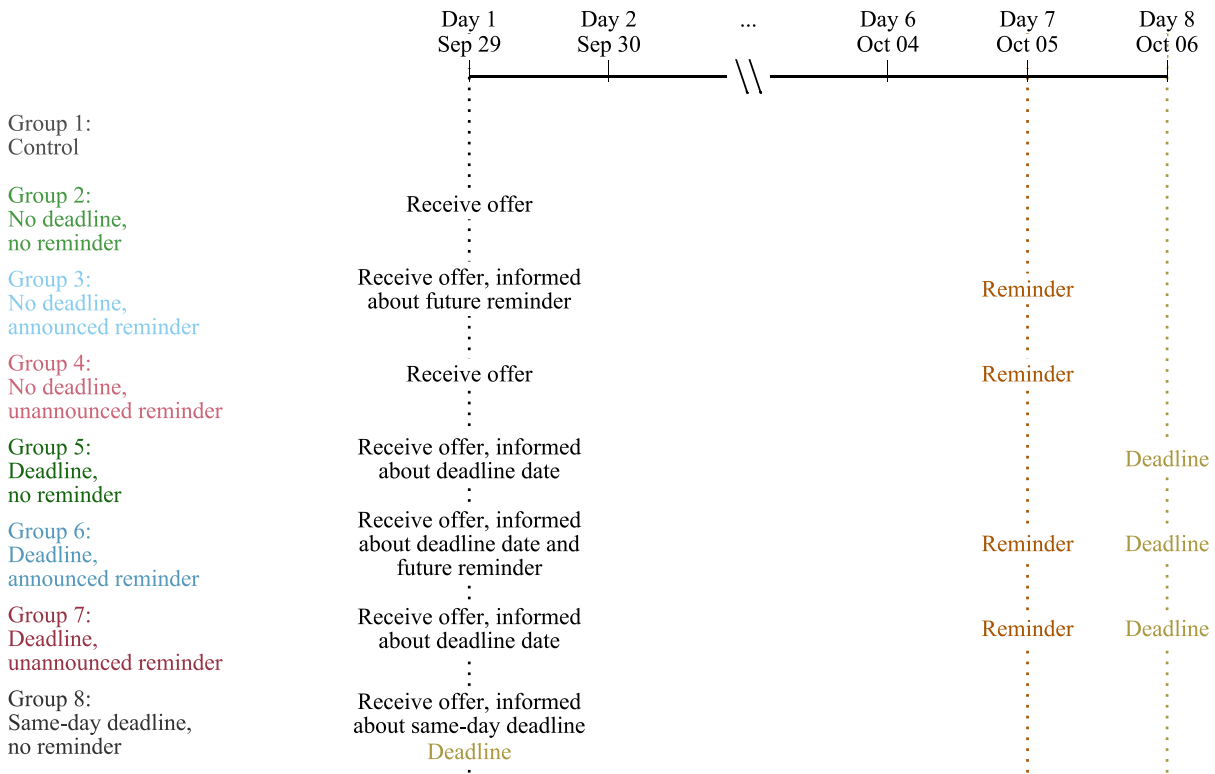 Day 1 Day 2 ... Day 6 Day 7 Day 8
Sep 29 Sep 30 Oct 04 Oct 05 Oct 06
Group 1:
Control
Group 2:
No deadline,
no reminder
Receive offer
Group 3:
No deadline,
announced reminder
Receive offer, informed
about future reminder
Reminder
Group 4:
No deadline,
unannounced reminder
Receive offer
Reminder
Group 5:
Deadline,
no reminder
Receive offer, informed
about deadline date
Deadline
Group 6:
Deadline,
announced reminder
Receive offer, informed
about deadline date and
future reminder
Reminder
Deadline
Group 7:
Deadline,
unannounced reminder
Receive offer, informed
about deadline date
Reminder
Deadline
Group 8:
Same-day deadline,
no reminder
Receive offer, informed
about same-day deadline
Deadline